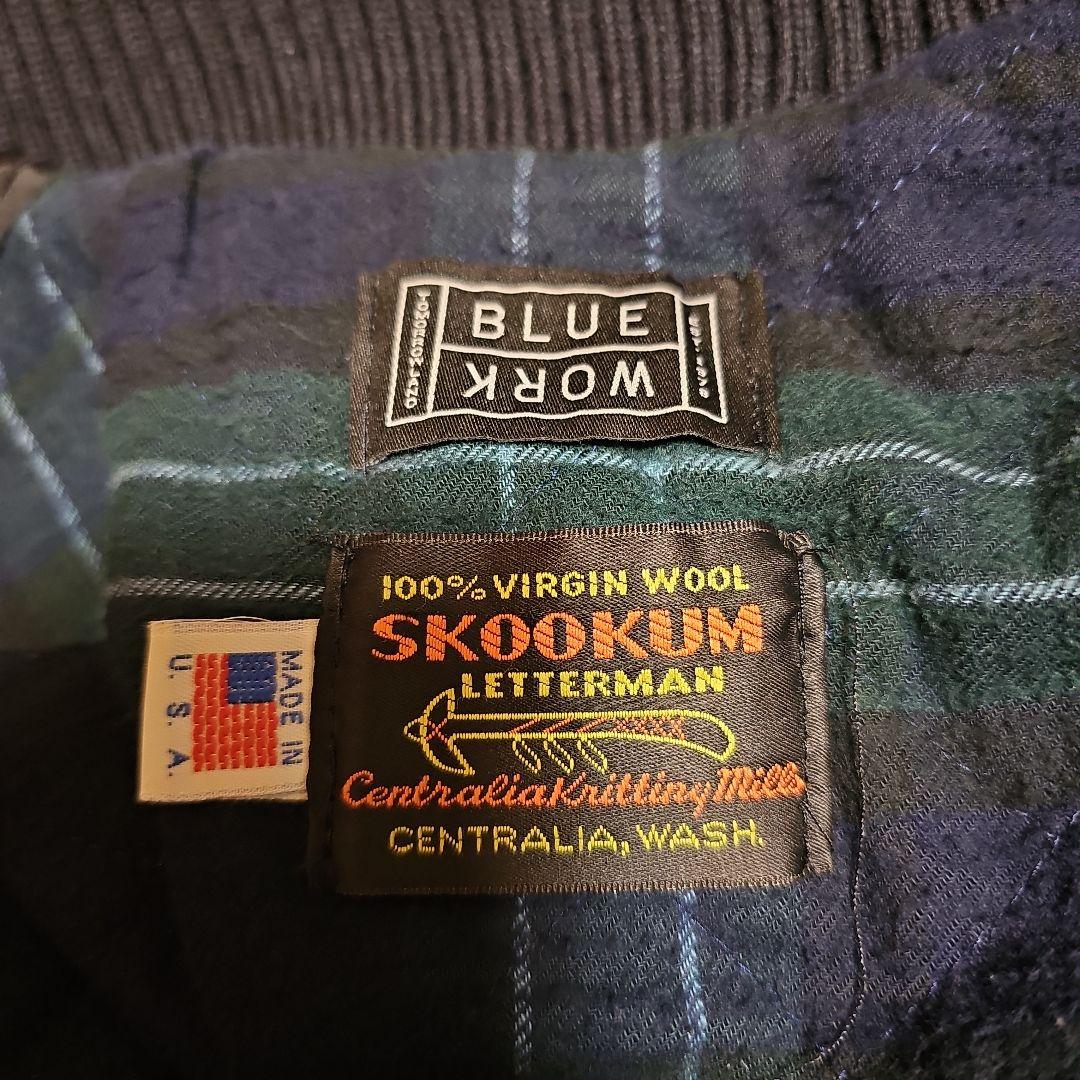 BLUE
WORK
100% VIRGIN WOOL
SKOOKUM
LETTERMAN
Centralia Knitting Mills
CENTRALIA, WASH.
MADE IN
U. S. A.